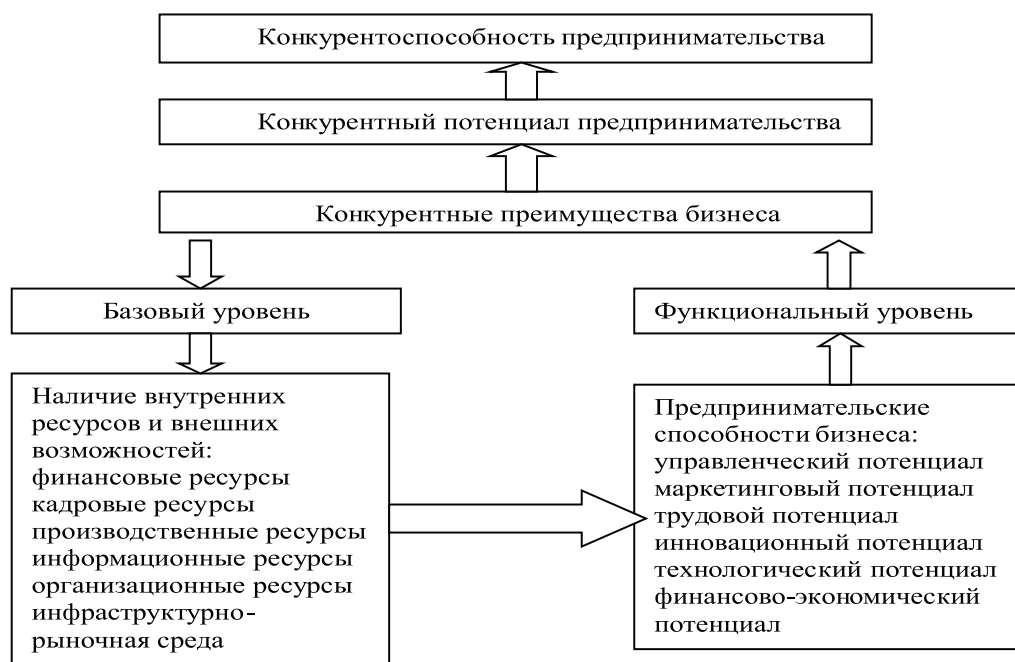 Конкурентоспособность предпринимательства
Конкурентный потенциал предпринимательства
Конкурентные преимущества бизнеса
Базовый уровень
Функциональный уровень
Наличие внутренних
ресурсов и внешних
возможностей:
финансовые ресурсы
кадровые ресурсы
производственные ресурсы
информационные ресурсы
организационные ресурсы
инфраструктурно-
рыночная среда
Предпринимательские
способности бизнеса:
управленческий потенциал
маркетинговый потенциал
трудовой потенциал
инновационный потенциал
технологический потенциал
финансово-экономический
потенциал